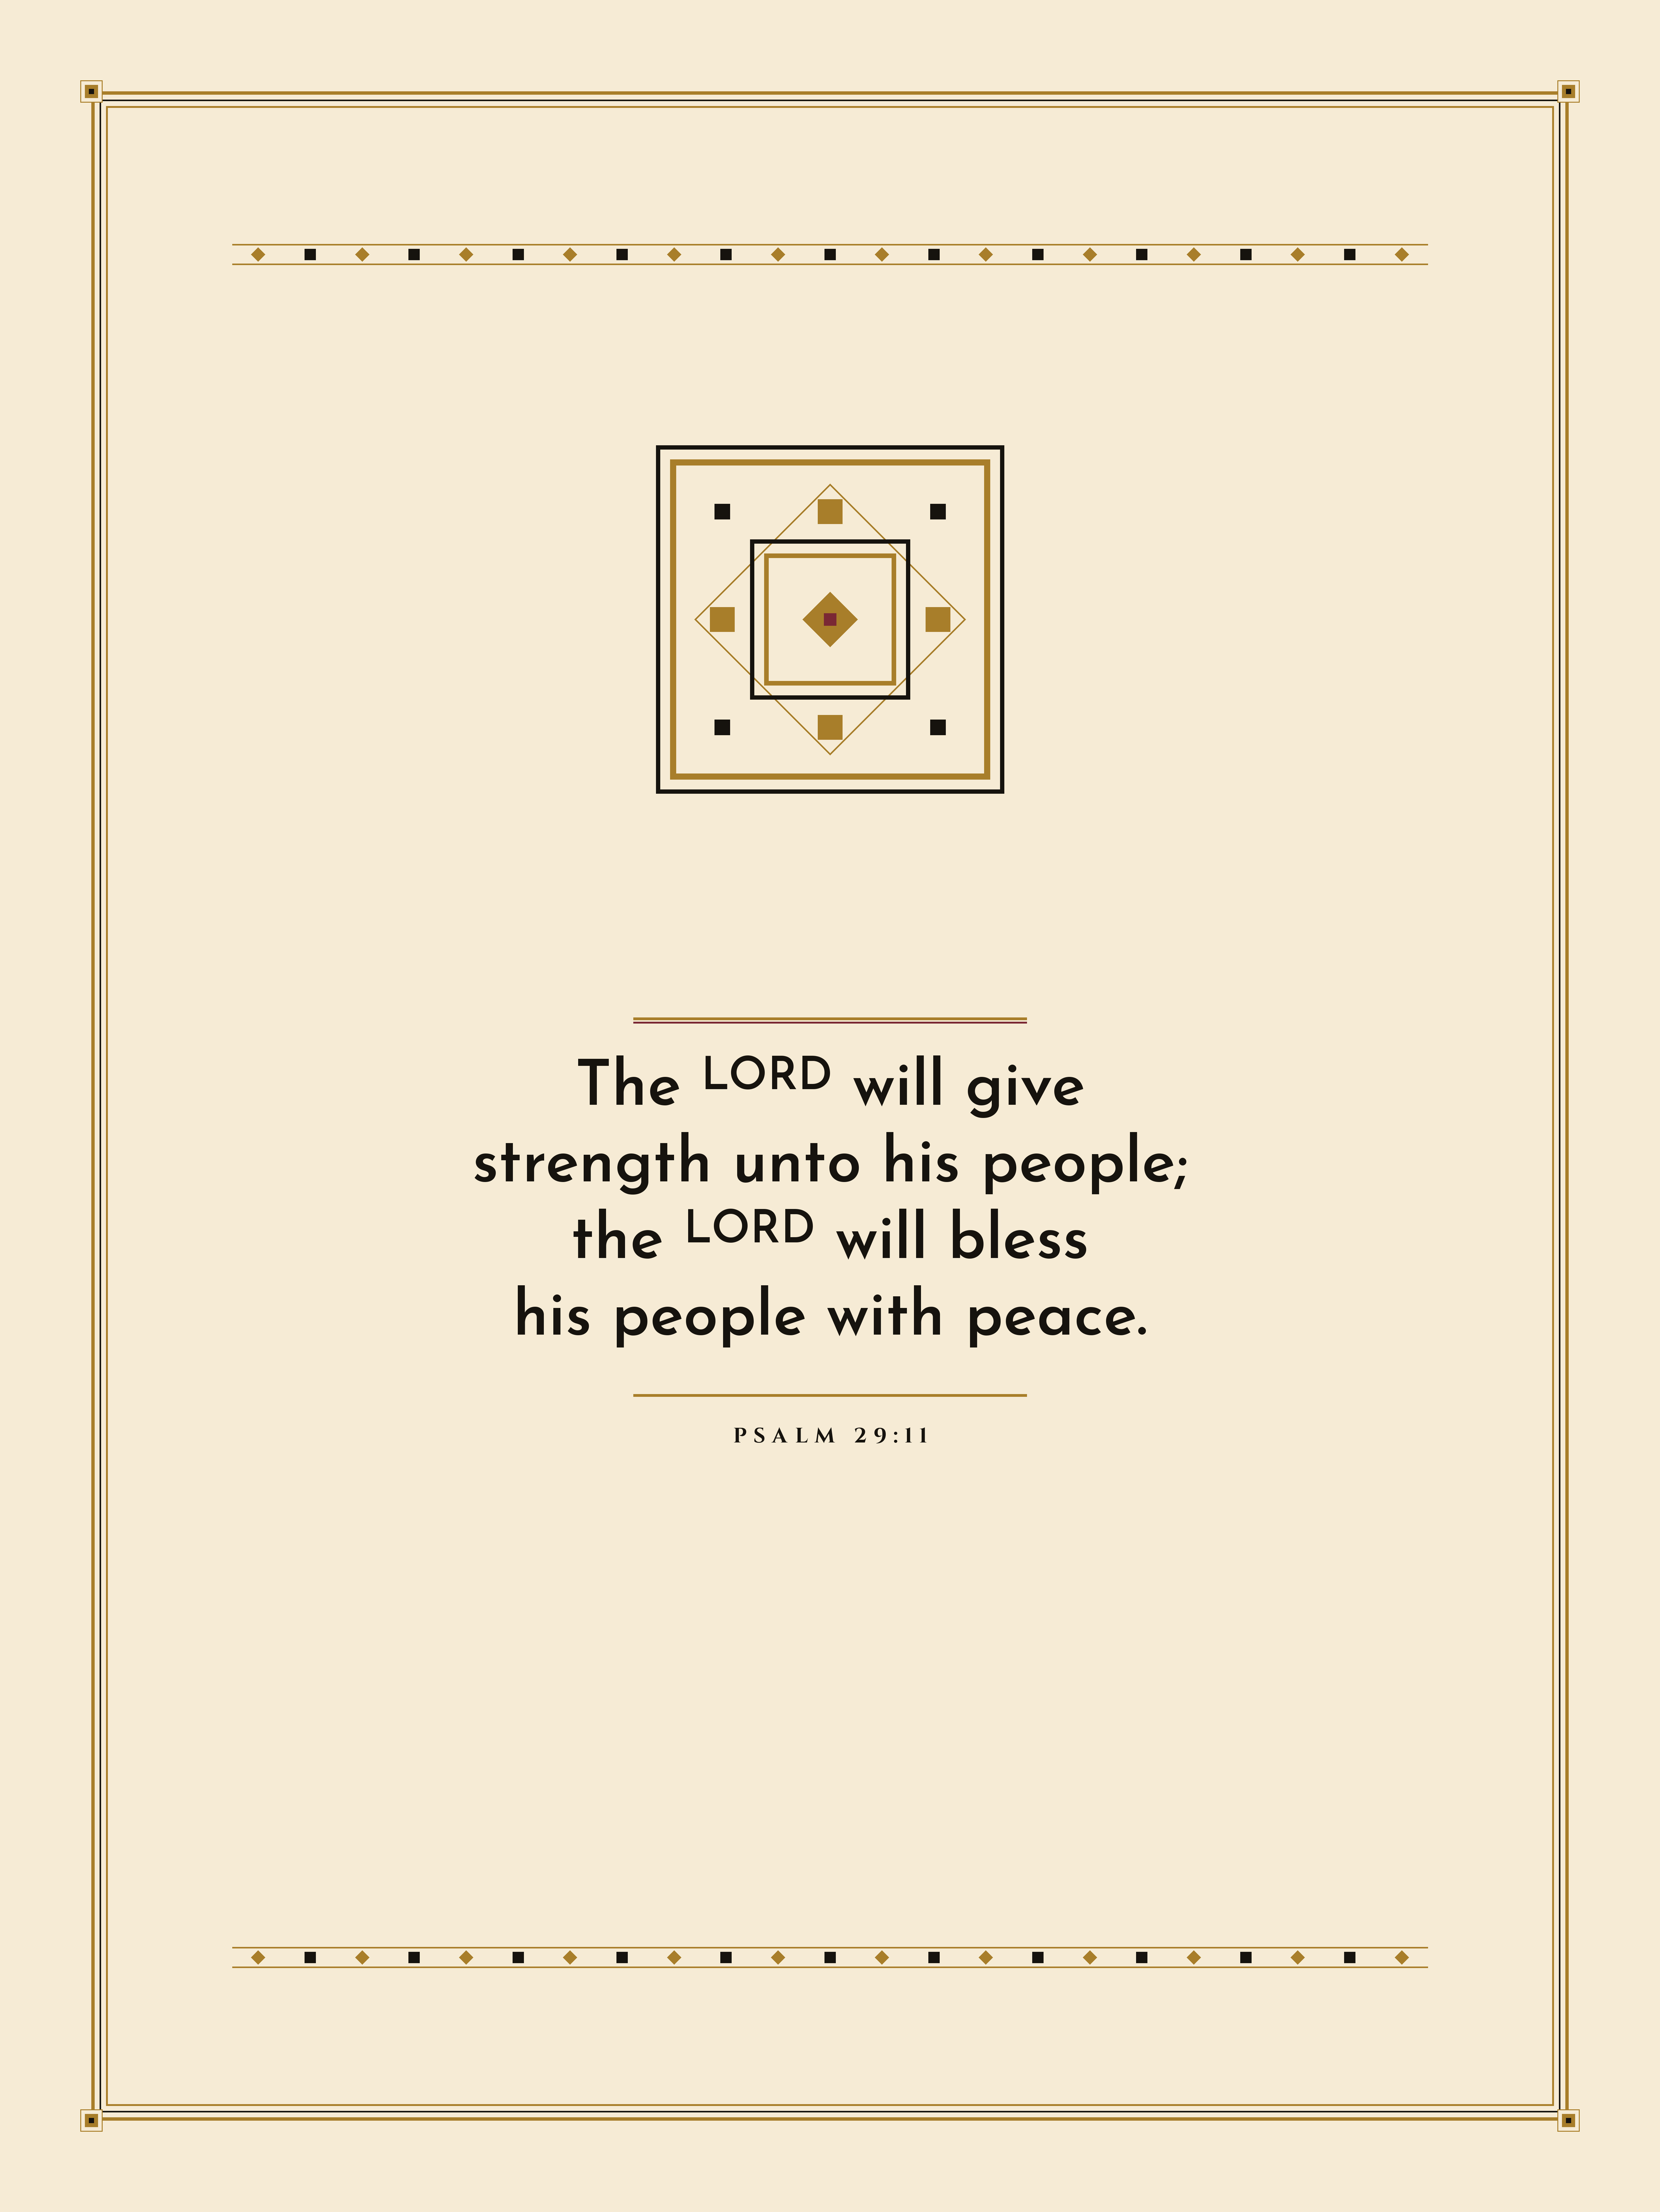 The LORD will give
strength unto his people;
the LORD will bless
his people with peace.
PSALM 29:11